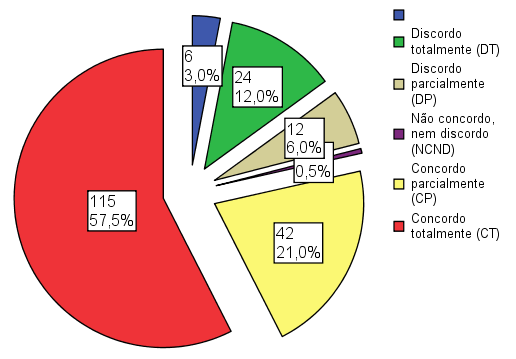 6
3,0%
24
12,0%
12
6,0%
0,5%
42
21,0%
115
57,5%
Discordo
totalmente (DT)
Discordo
parcialmente
(DP)
Não concordo,
nem discordo
(NCND)
Concordo
parcialmente
(CP)
Concordo
totalmente (CT)